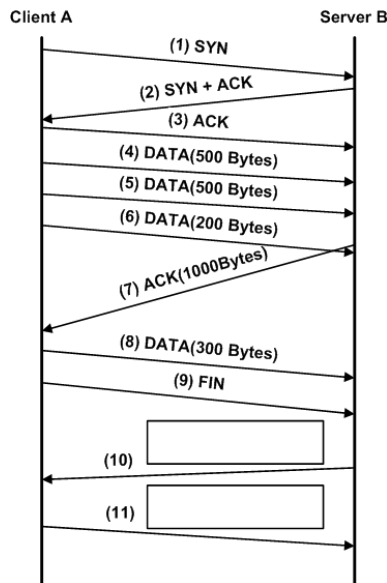 Client A
Server B
(1) SYN
(2) SYN + ACK
(3) ACK
(4) DATA(500 Bytes)
(5) DATA(500 Bytes)
(6) DATA(200 Bytes)
(7) ACK(1000Bytes)
(8) DATA(300 Bytes)
(9) FIN
(10)
(11)